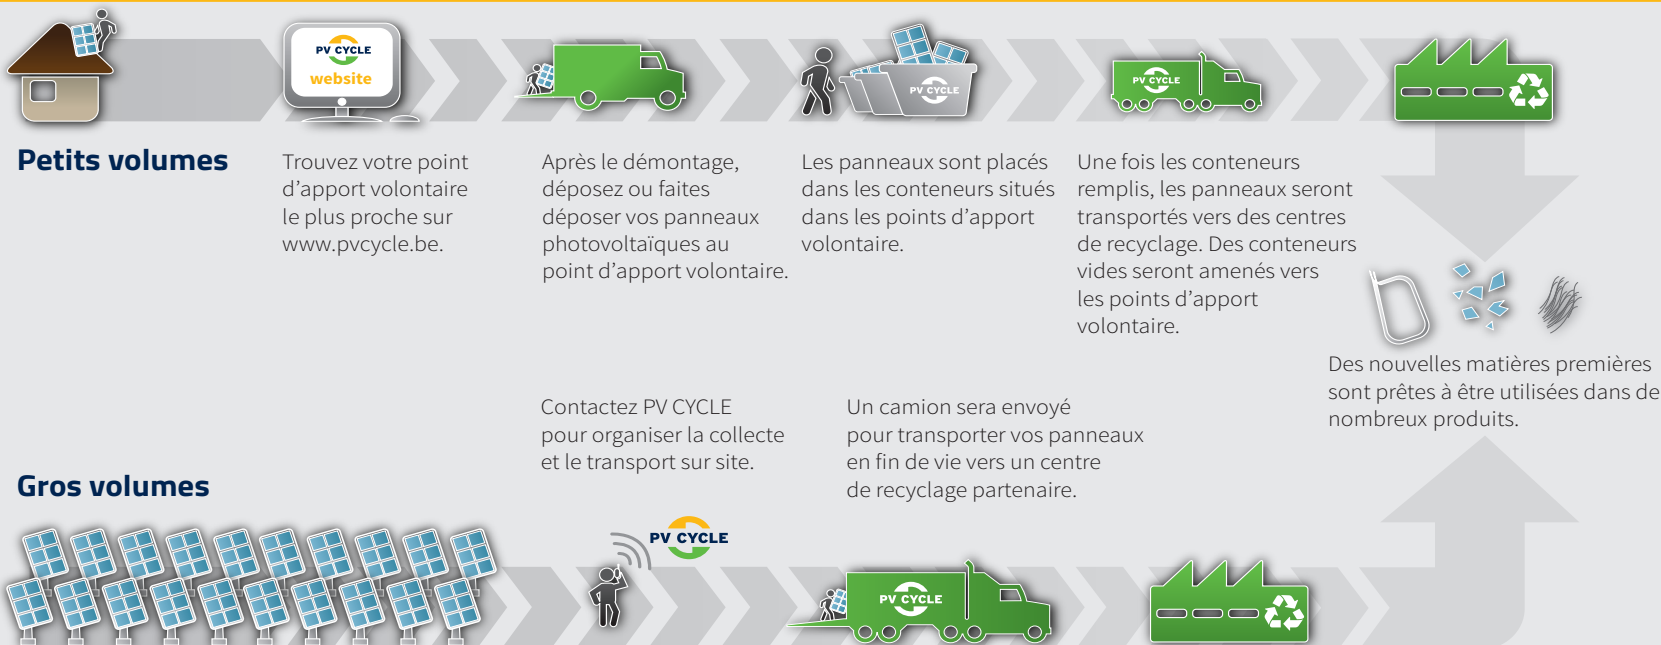 PV CYCLE
website
PV CYCLE
PV CYCLE
Petits volumes
Trouvez votre point
d’apport volontaire
le plus proche sur
www.pvcycle.be.
Après le démontage,
déposez ou faites
déposer vos panneaux
photovoltaïques au
point d’apport volontaire.
Les panneaux sont placés
dans les conteneurs situés
dans les points d’apport
volontaire.
Une fois les conteneurs
remplis, les panneaux seront
transportés vers des centres
de recyclage. Des conteneurs
vides seront amenés vers
les points d’apport
volontaire.
Des nouvelles matières premières
sont prêtes à être utilisées dans de
nombreux produits.
Gros volumes
Contactez PV CYCLE
pour organiser la collecte
et le transport sur site.
Un camion sera envoyé
pour transporter vos panneaux
en fin de vie vers un centre
de recyclage partenaire.
PV CYCLE
PV CYCLE